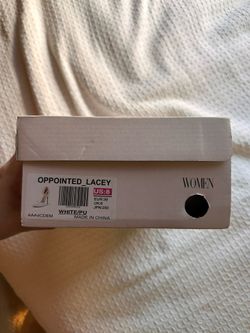 OPPOINTED_LACEY
US:8
WHITE/PU
MADE IN CHINA
WOMEN